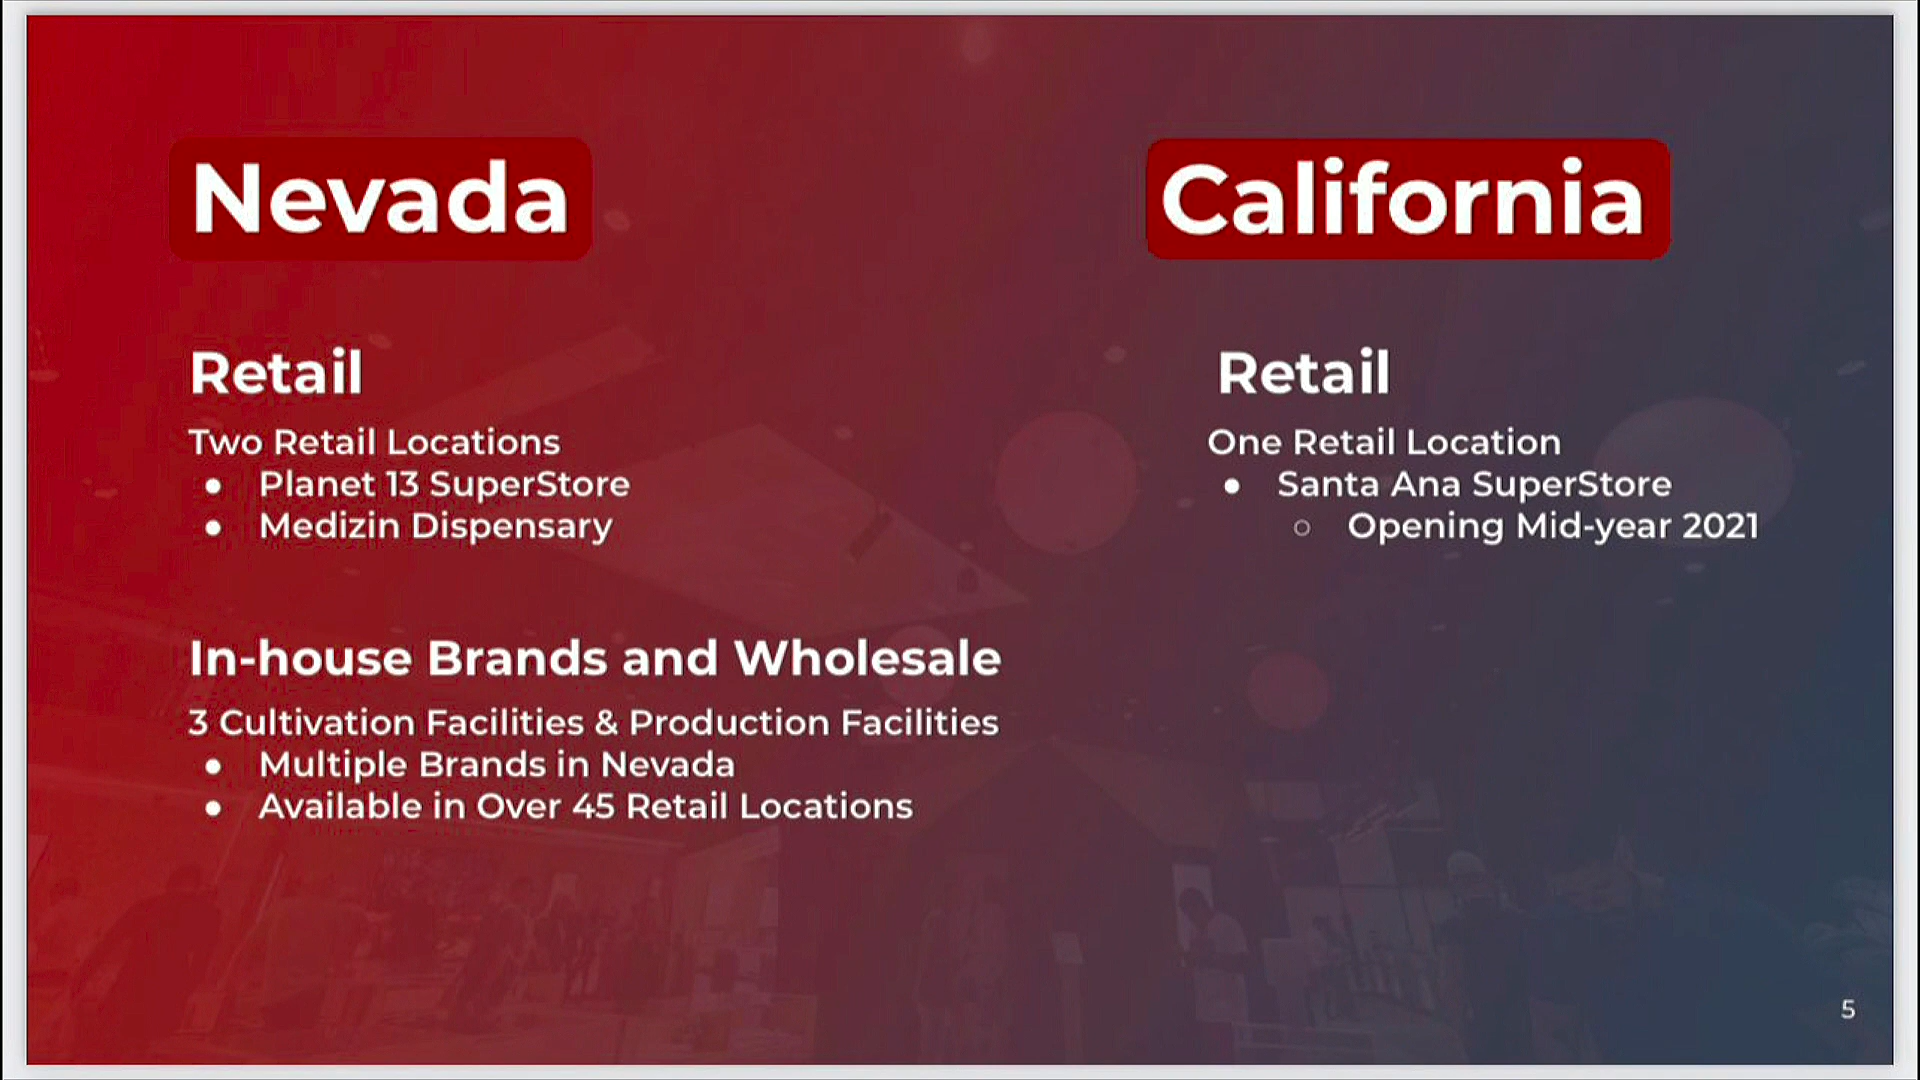 Nevada
Retail
Two Retail Locations
● Planet 13 SuperStore
● Medizin Dispensary
In-house Brands and Wholesale
3 Cultivation Facilities & Production Facilities
● Multiple Brands in Nevada
● Available in Over 45 Retail Locations
California
Retail
One Retail Location
● Santa Ana SuperStore
○ Opening Mid-year 2021
5